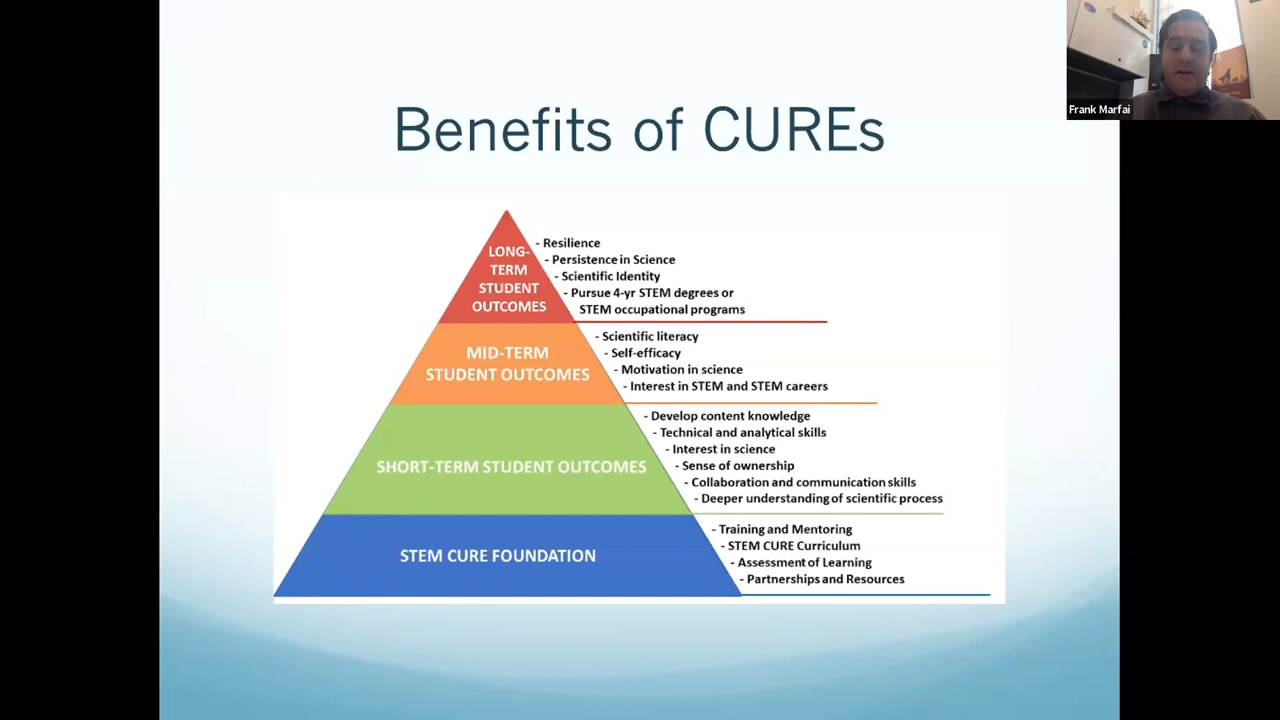 Frank Marfai
Benefits of CUREs
LONG-
TERM
STUDENT
OUTCOMES
- Resilience
- Persistence in Science
- Scientific Identity
- Pursue 4-yr STEM degrees or
STEM occupational programs
MID-TERM
STUDENT OUTCOMES
- Scientific literacy
- Self-efficacy
- Motivation in science
- Interest in STEM and STEM careers
SHORT-TERM STUDENT OUTCOMES
- Develop content knowledge
- Technical and analytical skills
- Interest in science
- Sense of ownership
- Collaboration and communication skills
- Deeper understanding of scientific process
STEM CURE FOUNDATION
- Training and Mentoring
- STEM CURE Curriculum
- Assessment of Learning
- Partnerships and Resources